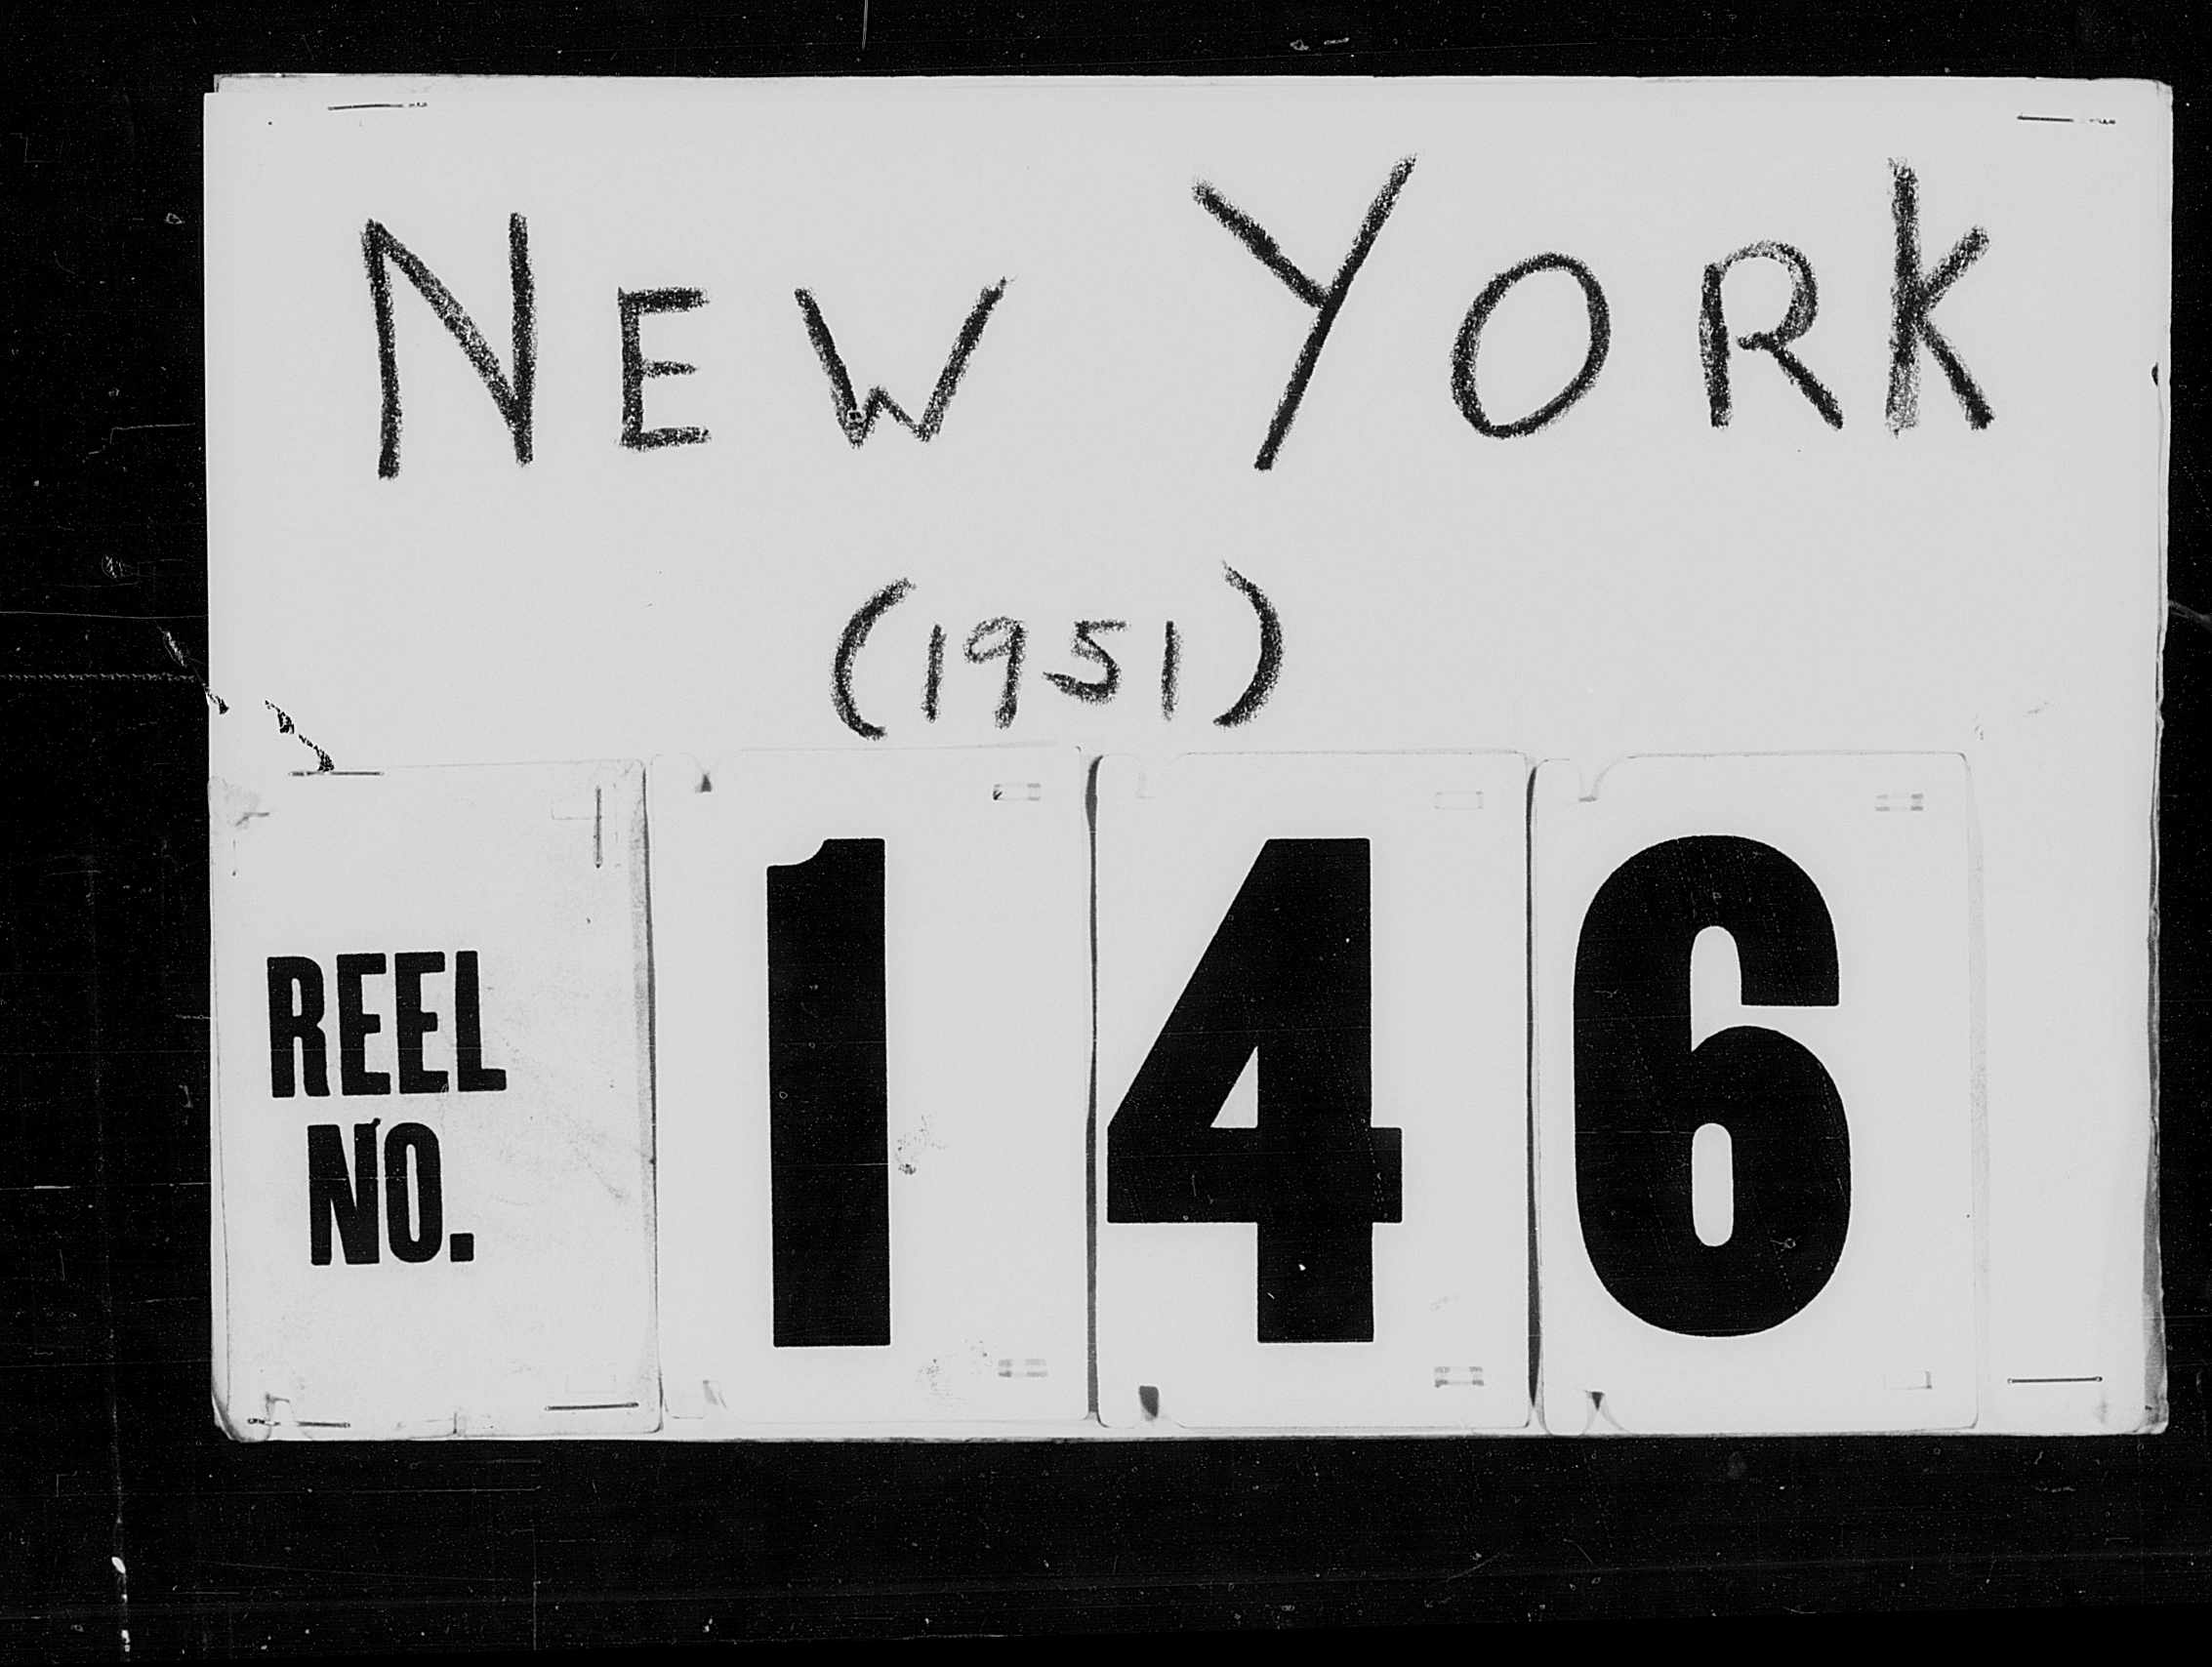 NEW YORK
(1951)
REEL
NO.
146